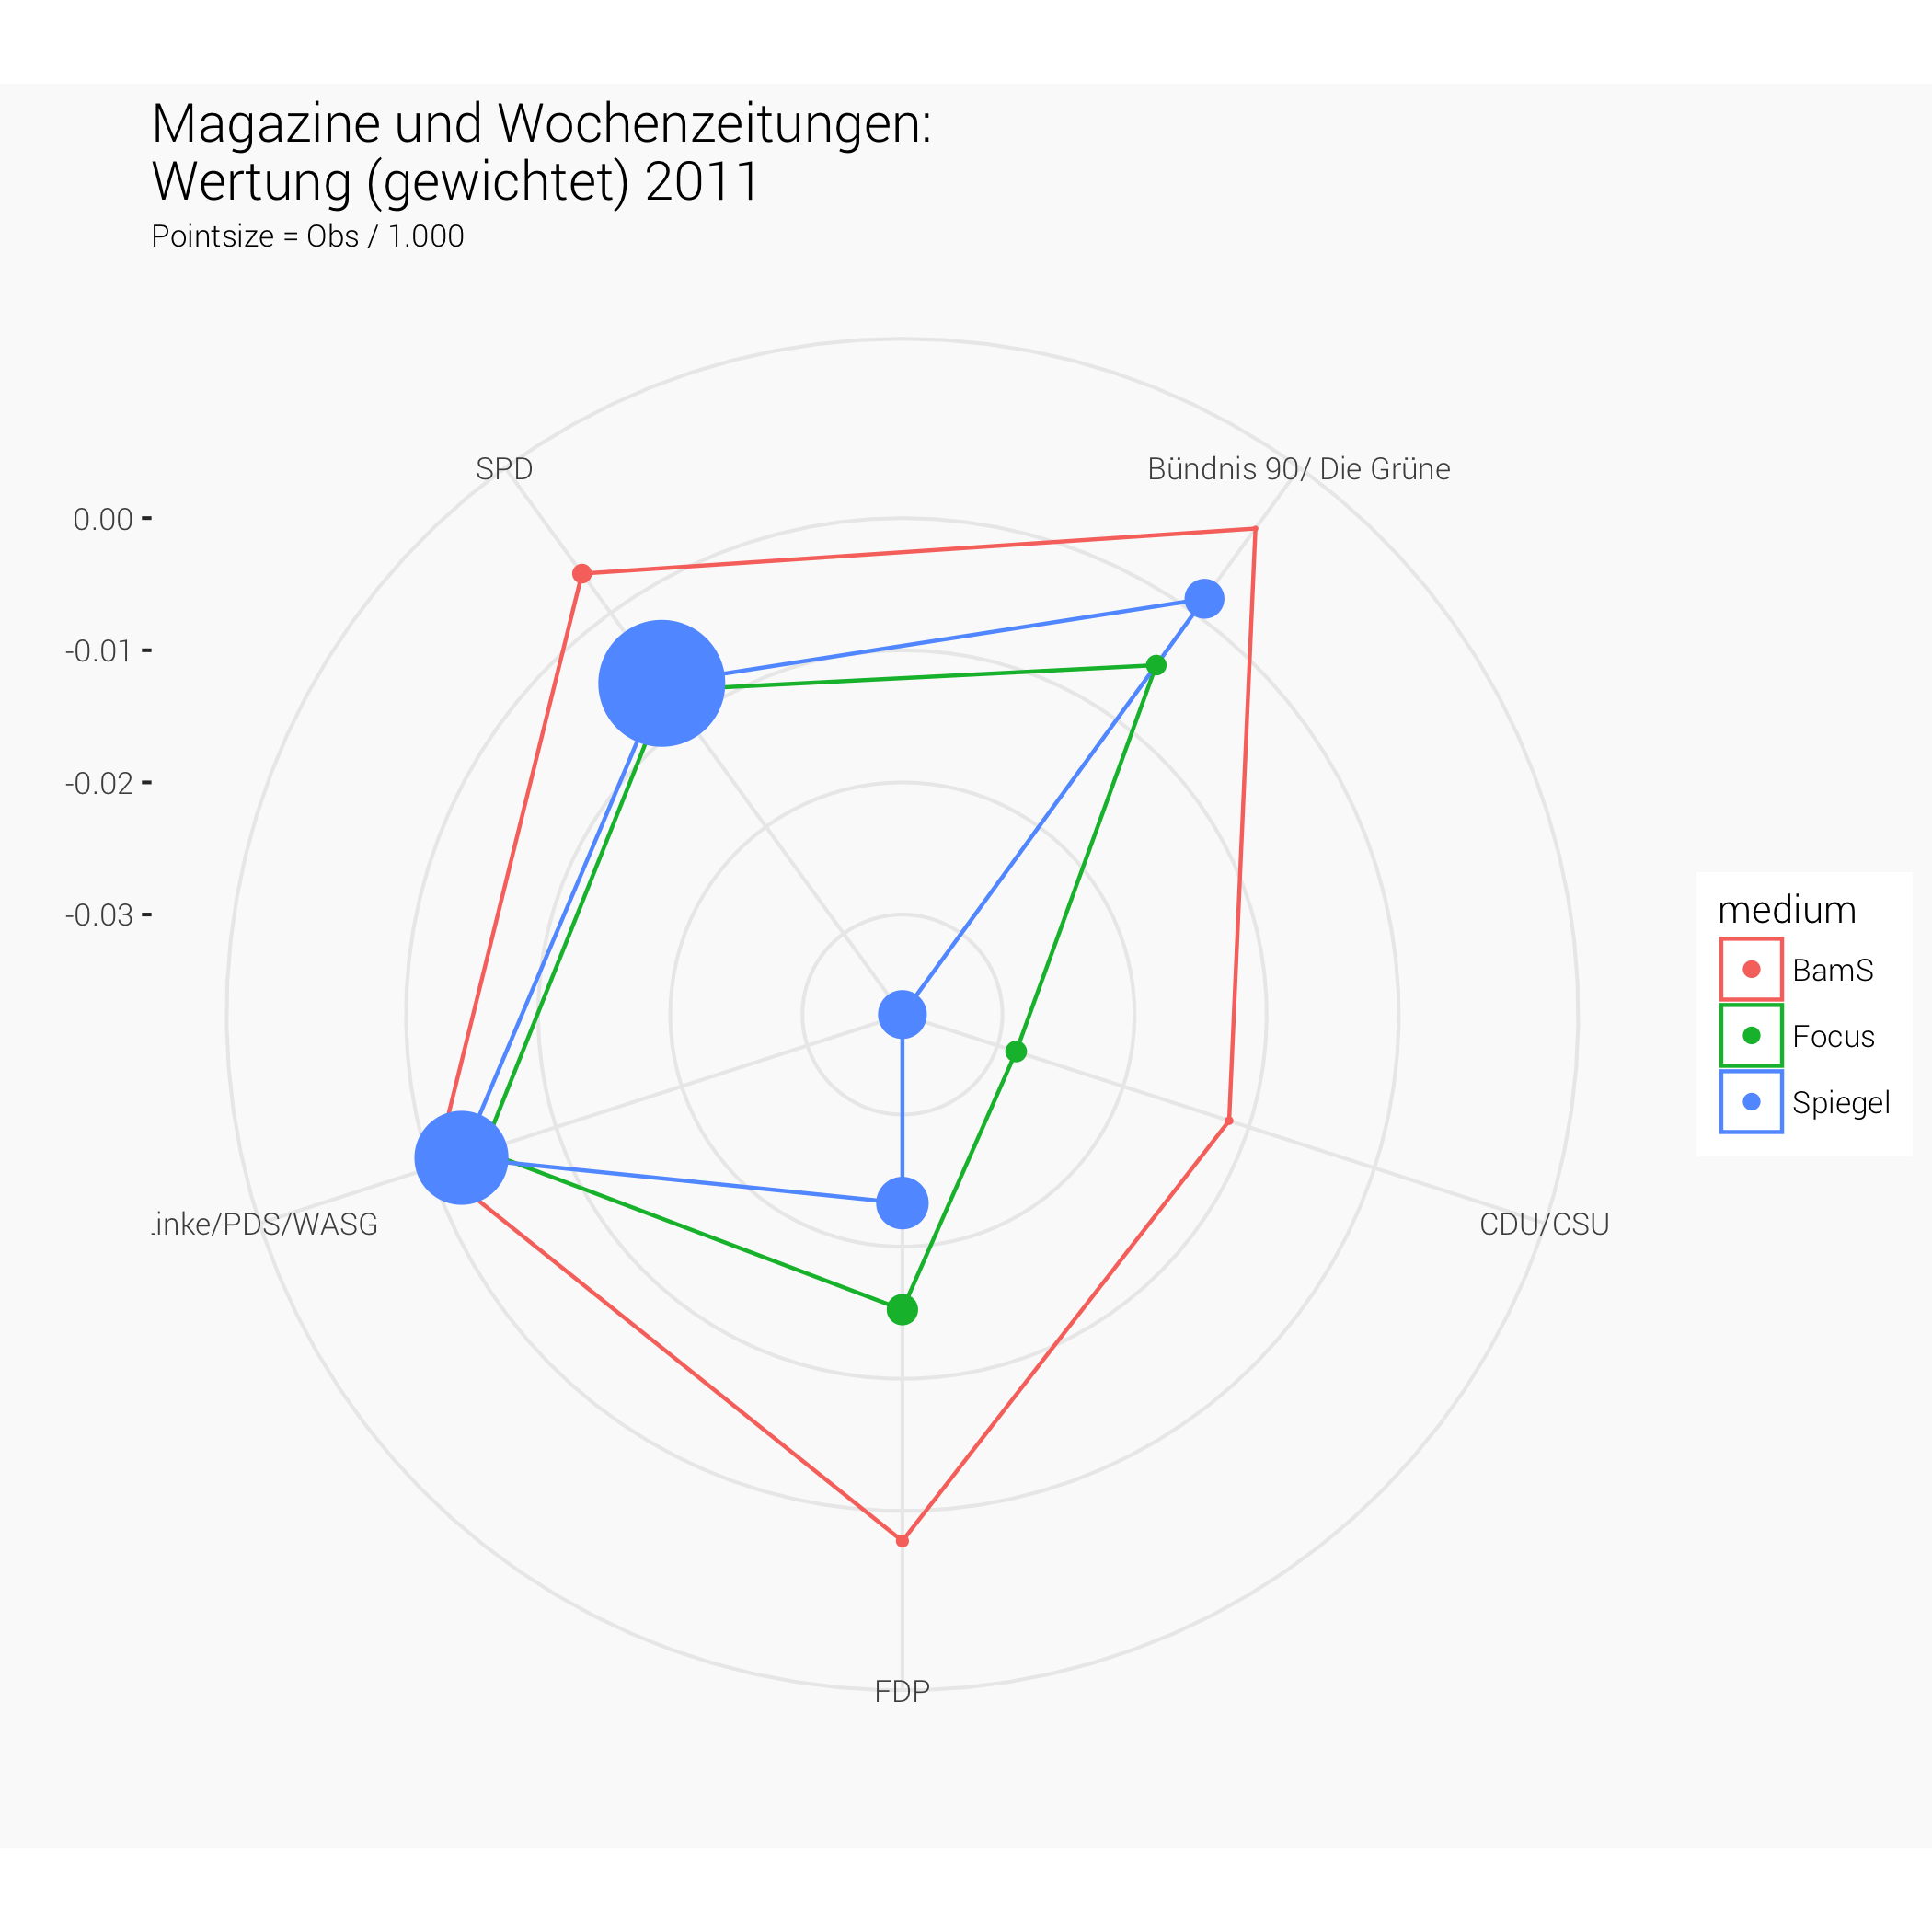 Magazine und Wochenzeitungen:
Wertung (gewichtet) 2011
Pointsize = Obs / 1.000
SPD
Bündnis 90/ Die Grüne
0.00
-0.01
-0.02
-0.03
medium
BamS
Focus
Spiegel
inke/PDS/WASG
CDU/CSU
FDP